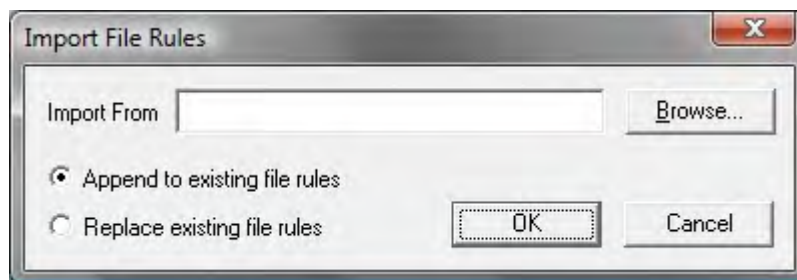 Import File Rules
Import From Browse...
Append to existing file rules
Replace existing file rules OK Cancel